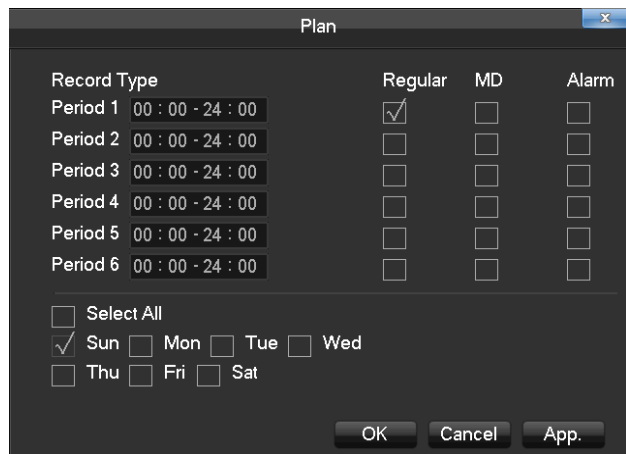 Plan
Record Type Regular MD Alarm
Period 1 00 : 00 - 24 : 00
Period 2 00 : 00 - 24 : 00
Period 3 00 : 00 - 24 : 00
Period 4 00 : 00 - 24 : 00
Period 5 00 : 00 - 24 : 00
Period 6 00 : 00 - 24 : 00
Select All
Sun Mon Tue Wed
Thu Fri Sat
OK Cancel App.